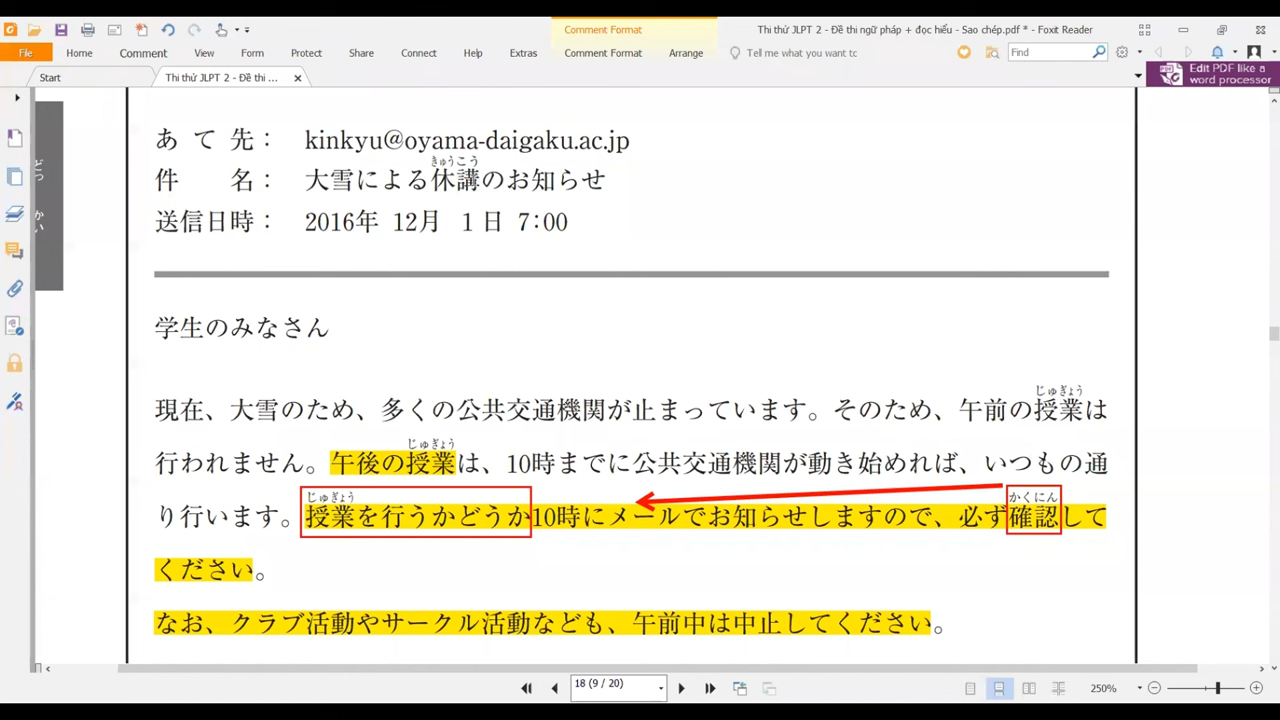 Comment Format
Thi thử JLPT 2 - Đề thi ngữ pháp + đọc hiểu - Sao chép.pdf * - Foxit Reader
File Home Comment View Form Protect Share Connect Help Extras Comment Format Arrange Tell me what you want to Find
Start Thi thử JLPT 2 - Đề thi ... Edit PDF like a
word processor
どっ
かい
あ て 先： kinkyu@oyama-daigaku.ac.jp
きゅうこう
件 名： 大雪による休講のお知らせ
送信日時： 2016年 12月 1日 7:00
学生のみなさん
じゅぎょう
現在、大雪のため、多くの公共交通機関が止まっています。そのため、午前の授業は
じゅぎょう
行われません。午後の授業は、10時までに公共交通機関が動き始めれば、いつもの通
じゅぎょう かくにん
り行います。授業を行うかどうか10時にメールでお知らせしますので、必ず確認して
ください。
なお、クラブ活動やサークル活動なども、午前中は中止してください。
18 (9 / 20) 250%